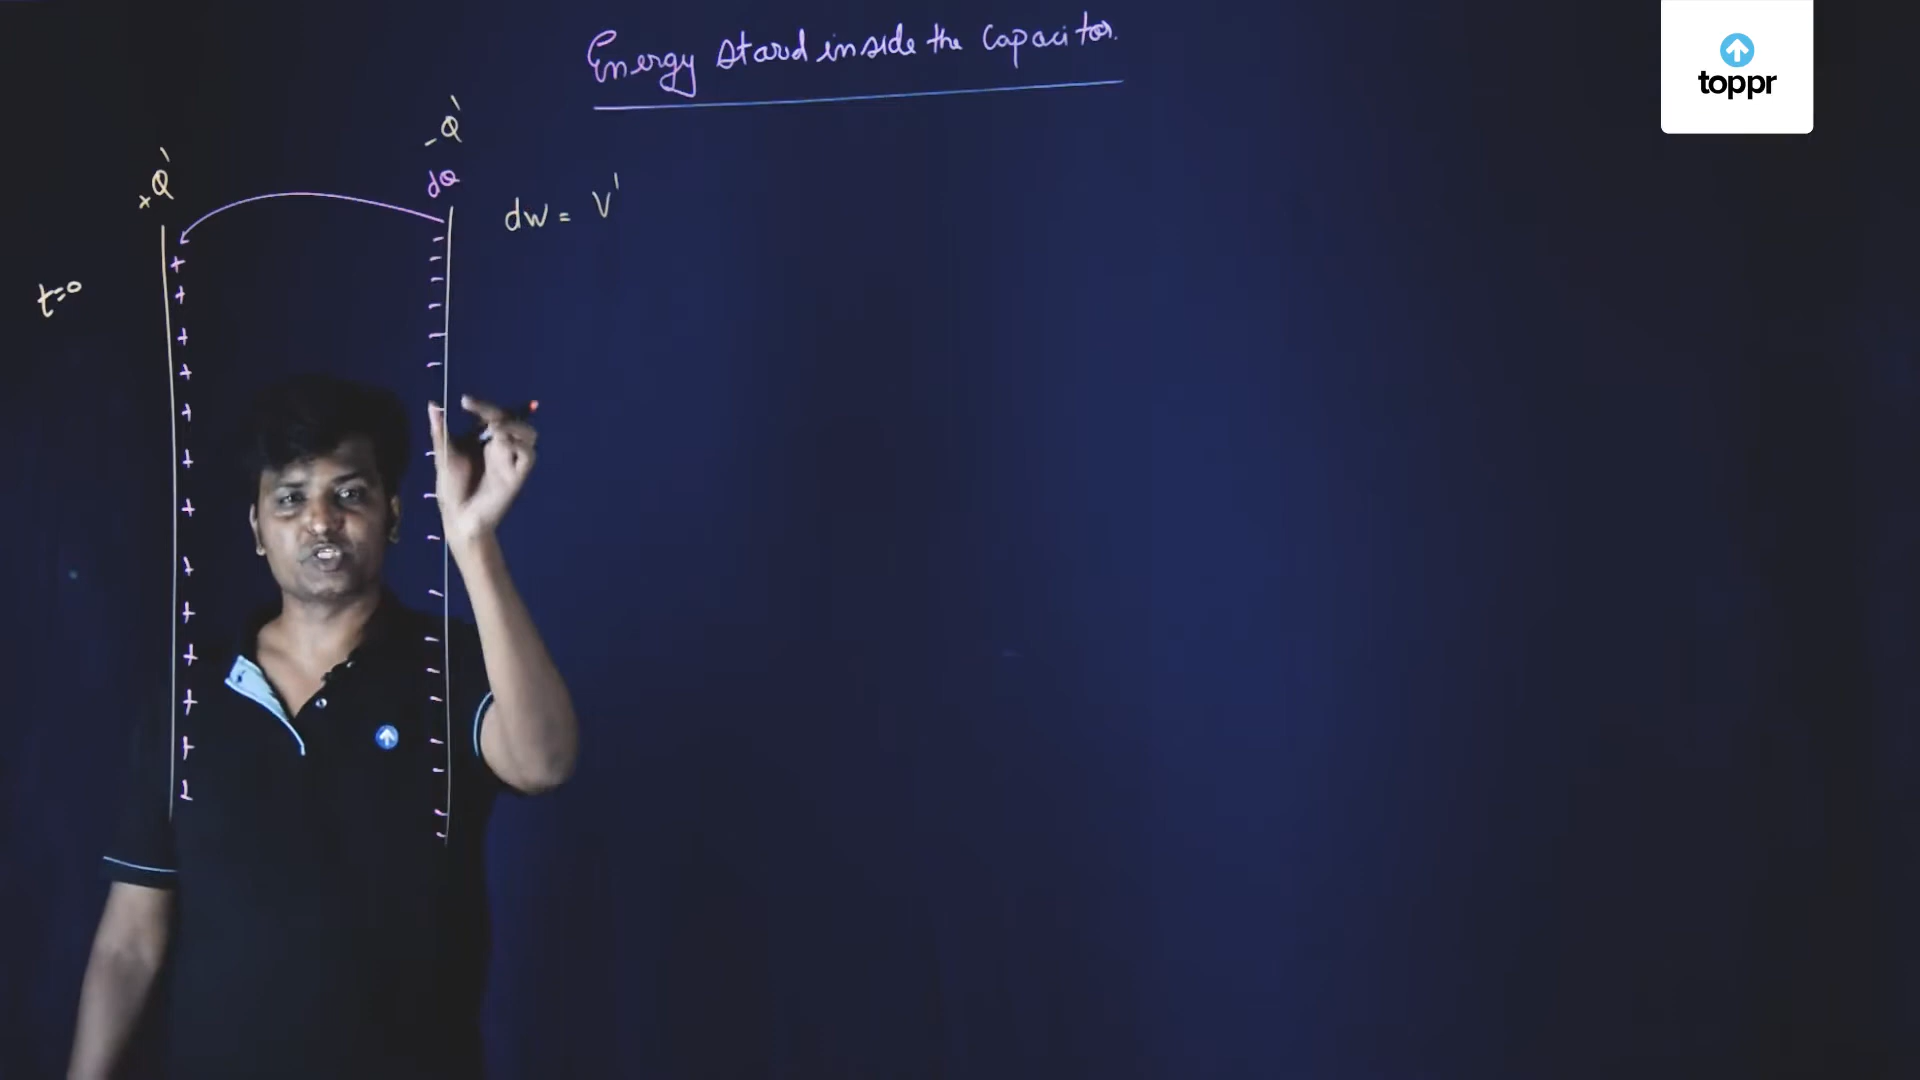 Energy stored inside the Capacitor.
toppr
-Q'
+Q'
dQ
dW = V'
t=0